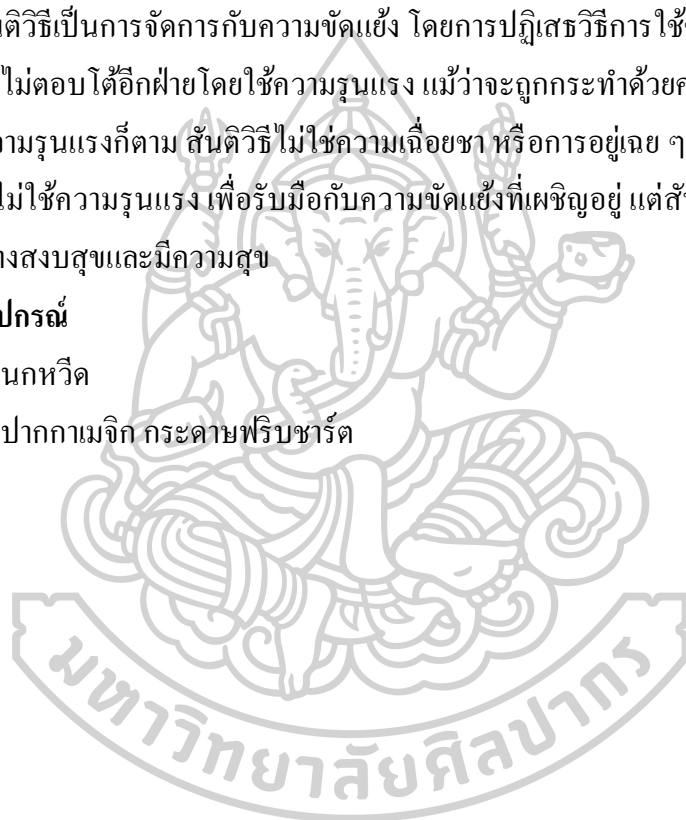 นติวิธีเป็นการจัดการกับความขัดแย้ง โดยการปฏิเสธวิธีการใช้
ไม่ตอบโต้อีกฝ่ายโดยใช้ความรุนแรง แม้ว่าจะถูกกระทำด้วย
ามรุนแรงก็ตาม สันติวิธีไม่ใช่ความเฉื่อยชา หรือการอยู่เฉย ๆ
ไม่ใช้ความรุนแรง เพื่อรับมือกับความขัดแย้งที่เผชิญอยู่ แต่สั
างสงบสุขและมีความสุข
ปกรณ์
นกหวีด
ปากกาเมจิก กระดาษฟริบชาร์ต
มหาวิทยาลัยศิลปากร